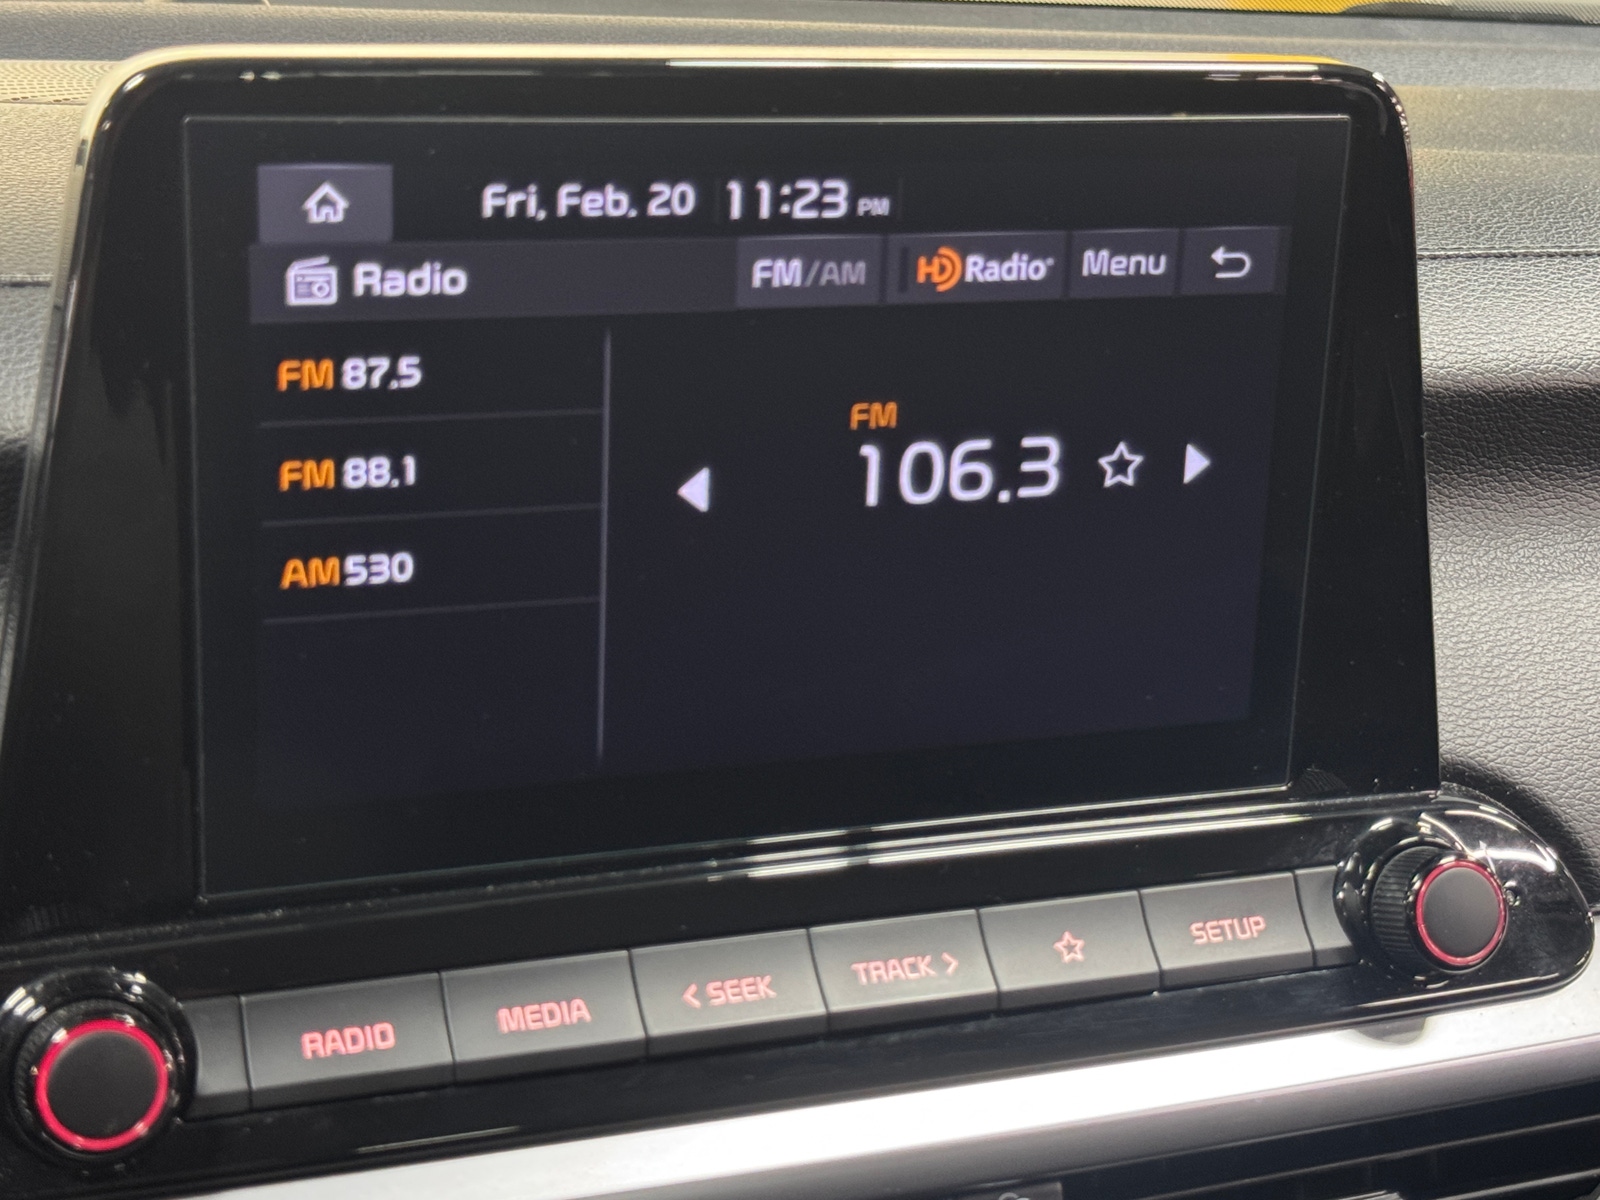 Fri, Feb. 20 11:23 PM
Radio FM/AM HD Radio Menu
FM 87.5
FM 88.1
AM 530
FM
106.3
RADIO MEDIA < SEEK TRACK > SETUP